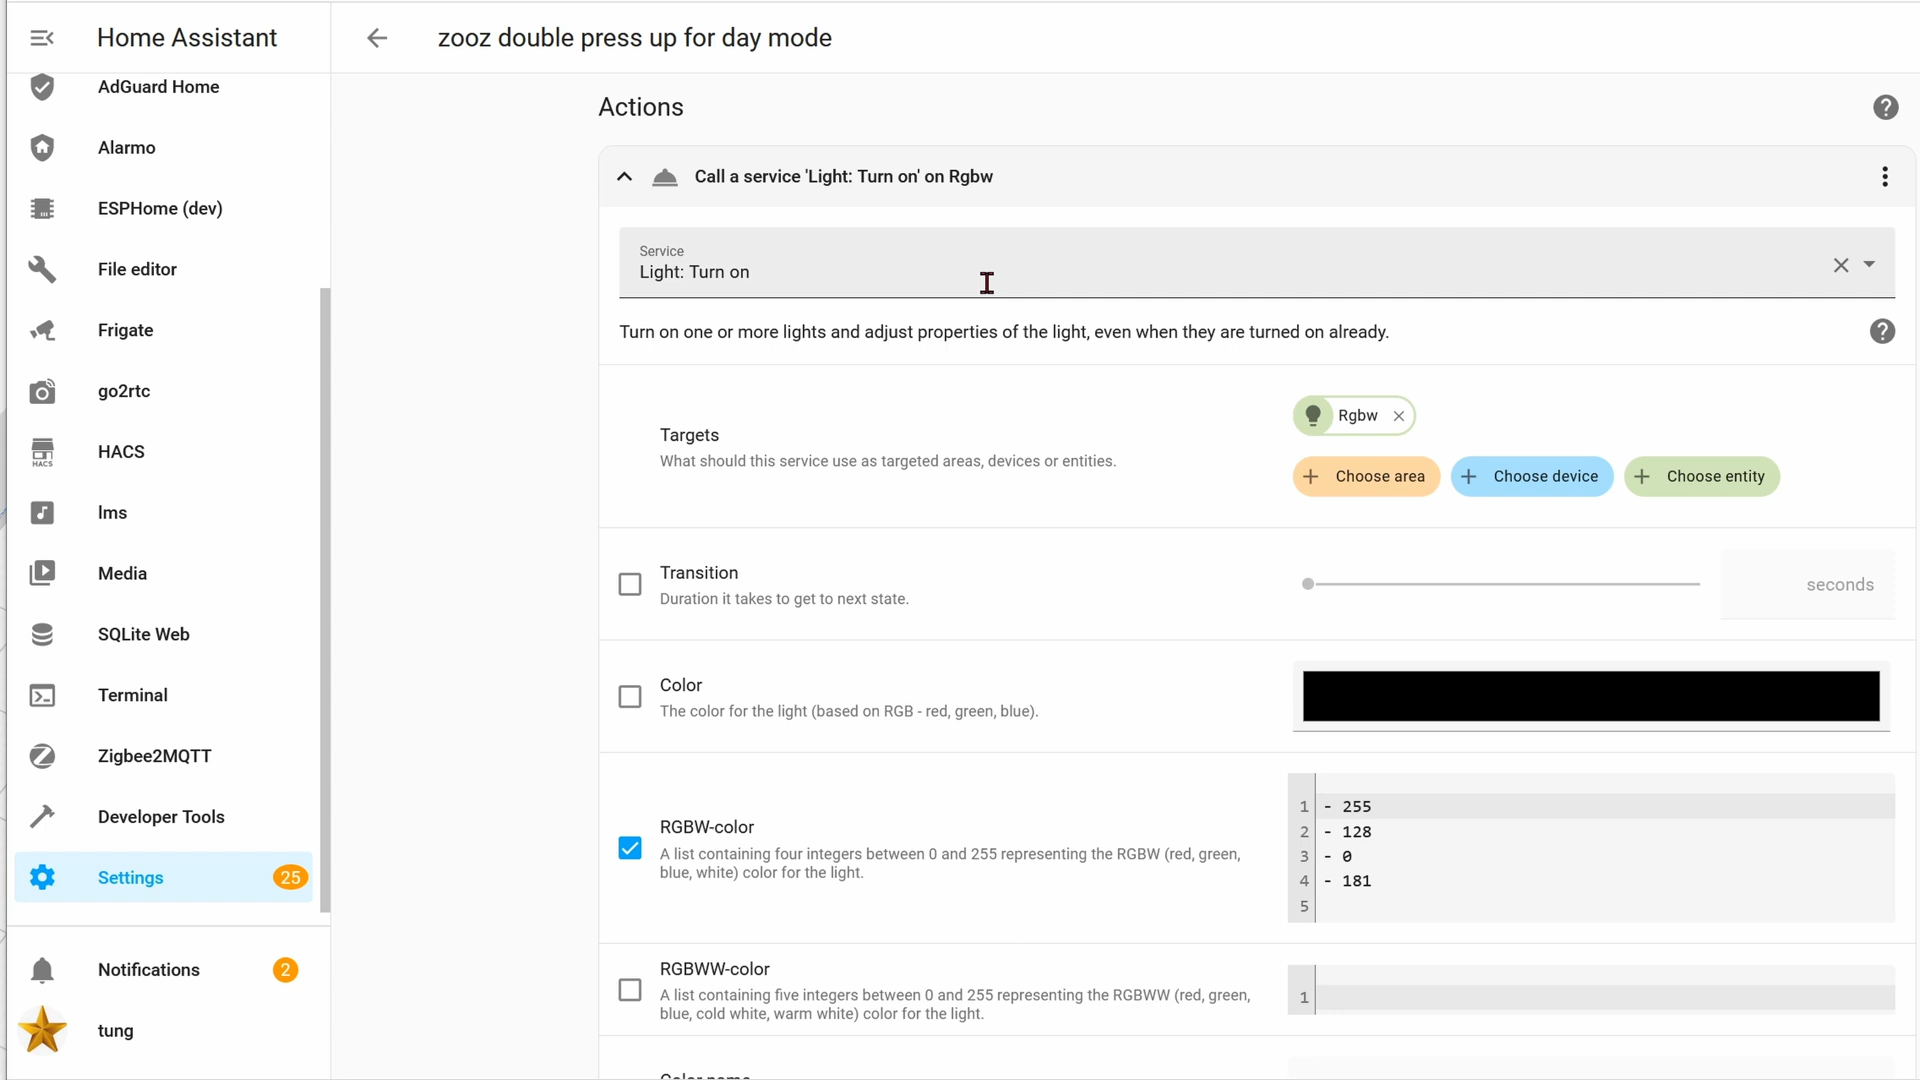 Home Assistant
zooz double press up for day mode
AdGuard Home
Alarmo
ESPHome (dev)
File editor
Frigate
go2rtc
HACS
HACS
lms
Media
SQLite Web
Terminal
Zigbee2MQTT
Developer Tools
Settings
25
Notifications
2
tung
Actions
Call a service 'Light: Turn on' on Rgbw
Service
Light: Turn on
Turn on one or more lights and adjust properties of the light, even when they are turned on already.
Targets
What should this service use as targeted areas, devices or entities.
Rgbw
Choose area
Choose device
Choose entity
Transition
Duration it takes to get to next state.
seconds
Color
The color for the light (based on RGB - red, green, blue).
RGBW-color
A list containing four integers between 0 and 255 representing the RGBW (red, green,
blue, white) color for the light.
1 - 255
2 - 128
3 - 0
4 - 181
5
RGBWW-color
A list containing five integers between 0 and 255 representing the RGBWW (red, green,
blue, cold white, warm white) color for the light.
1
Color name